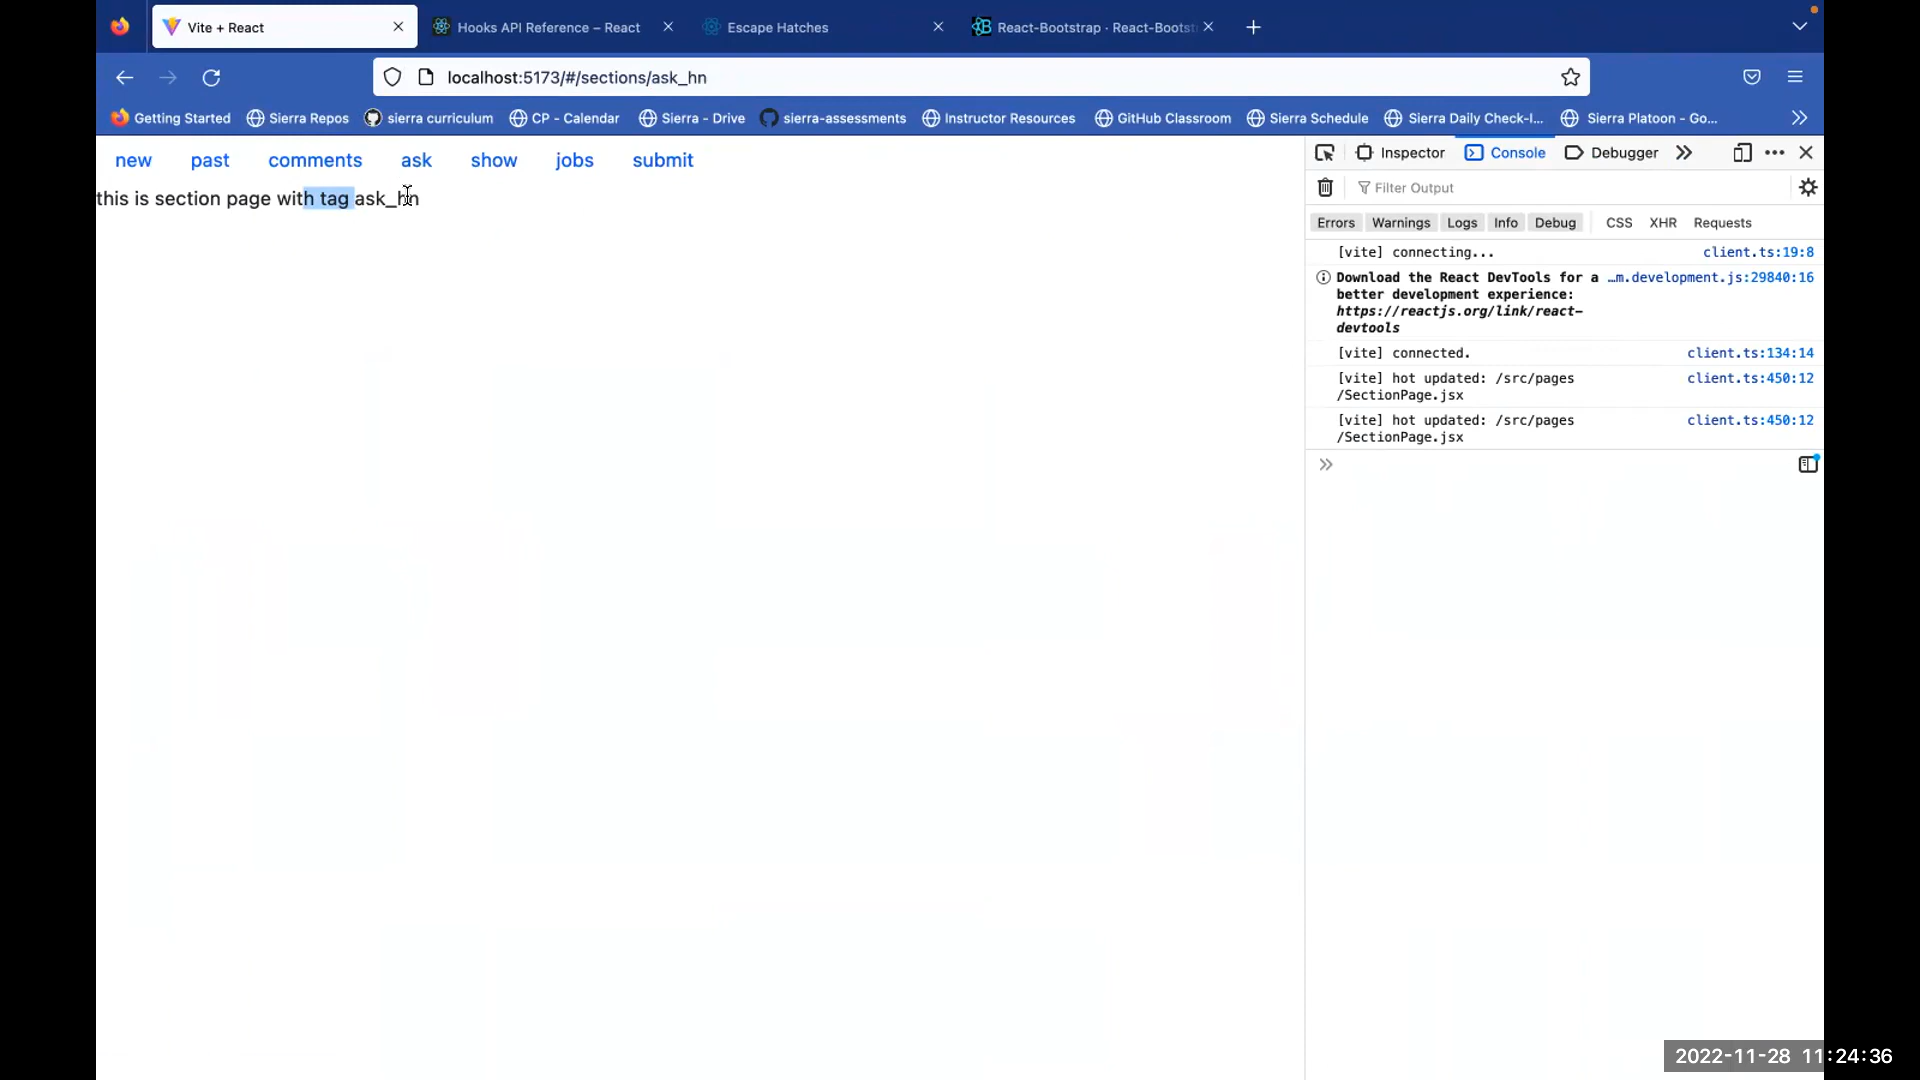 Vite + React
Hooks API Reference – React
Escape Hatches
React-Bootstrap · React-Bootst
localhost:5173/#/sections/ask_hn
Getting Started
Sierra Repos
sierra curriculum
CP - Calendar
Sierra - Drive
sierra-assessments
Instructor Resources
GitHub Classroom
Sierra Schedule
Sierra Daily Check-I...
Sierra Platoon - Go...
new past comments ask show jobs submit
this is section page with tag ask_hn
Inspector
Console
Debugger
Filter Output
Errors Warnings Logs Info Debug CSS XHR Requests
[vite] connecting... client.ts:19:8
Download the React DevTools for a …m.development.js:29840:16
better development experience:
https://reactjs.org/link/react-
devtools
[vite] connected. client.ts:134:14
[vite] hot updated: /src/pages client.ts:450:12
/SectionPage.jsx
[vite] hot updated: /src/pages client.ts:450:12
/SectionPage.jsx
2022-11-28 11:24:36